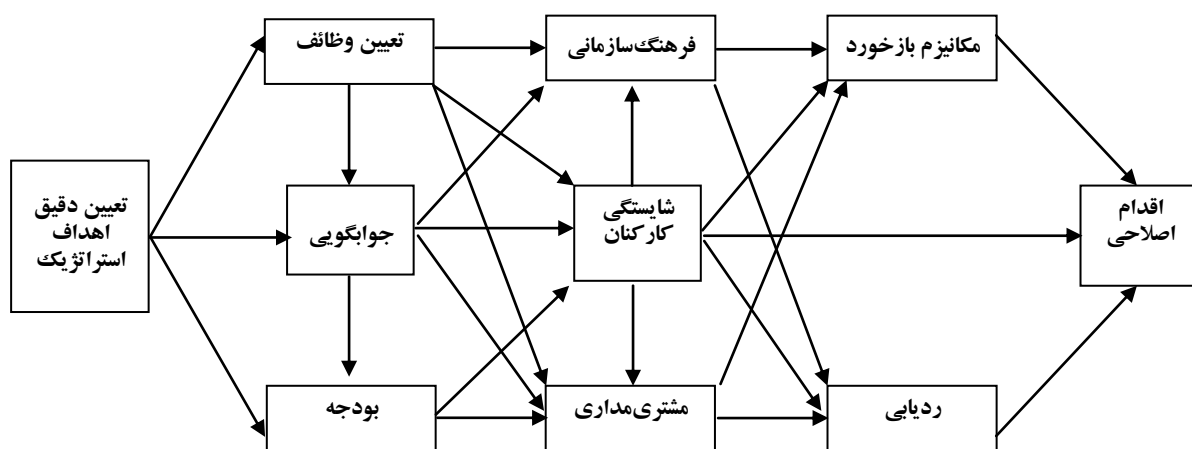 تعیین وظائف
فرهنگ‌سازمانی
مکانیزم بازخورد
تعیین دقیق
اهداف
استراتژیک
جوابگویی
شایستگی
کارکنان
اقدام
اصلاحی
بودجه
مشتری‌مداری
ردیابی